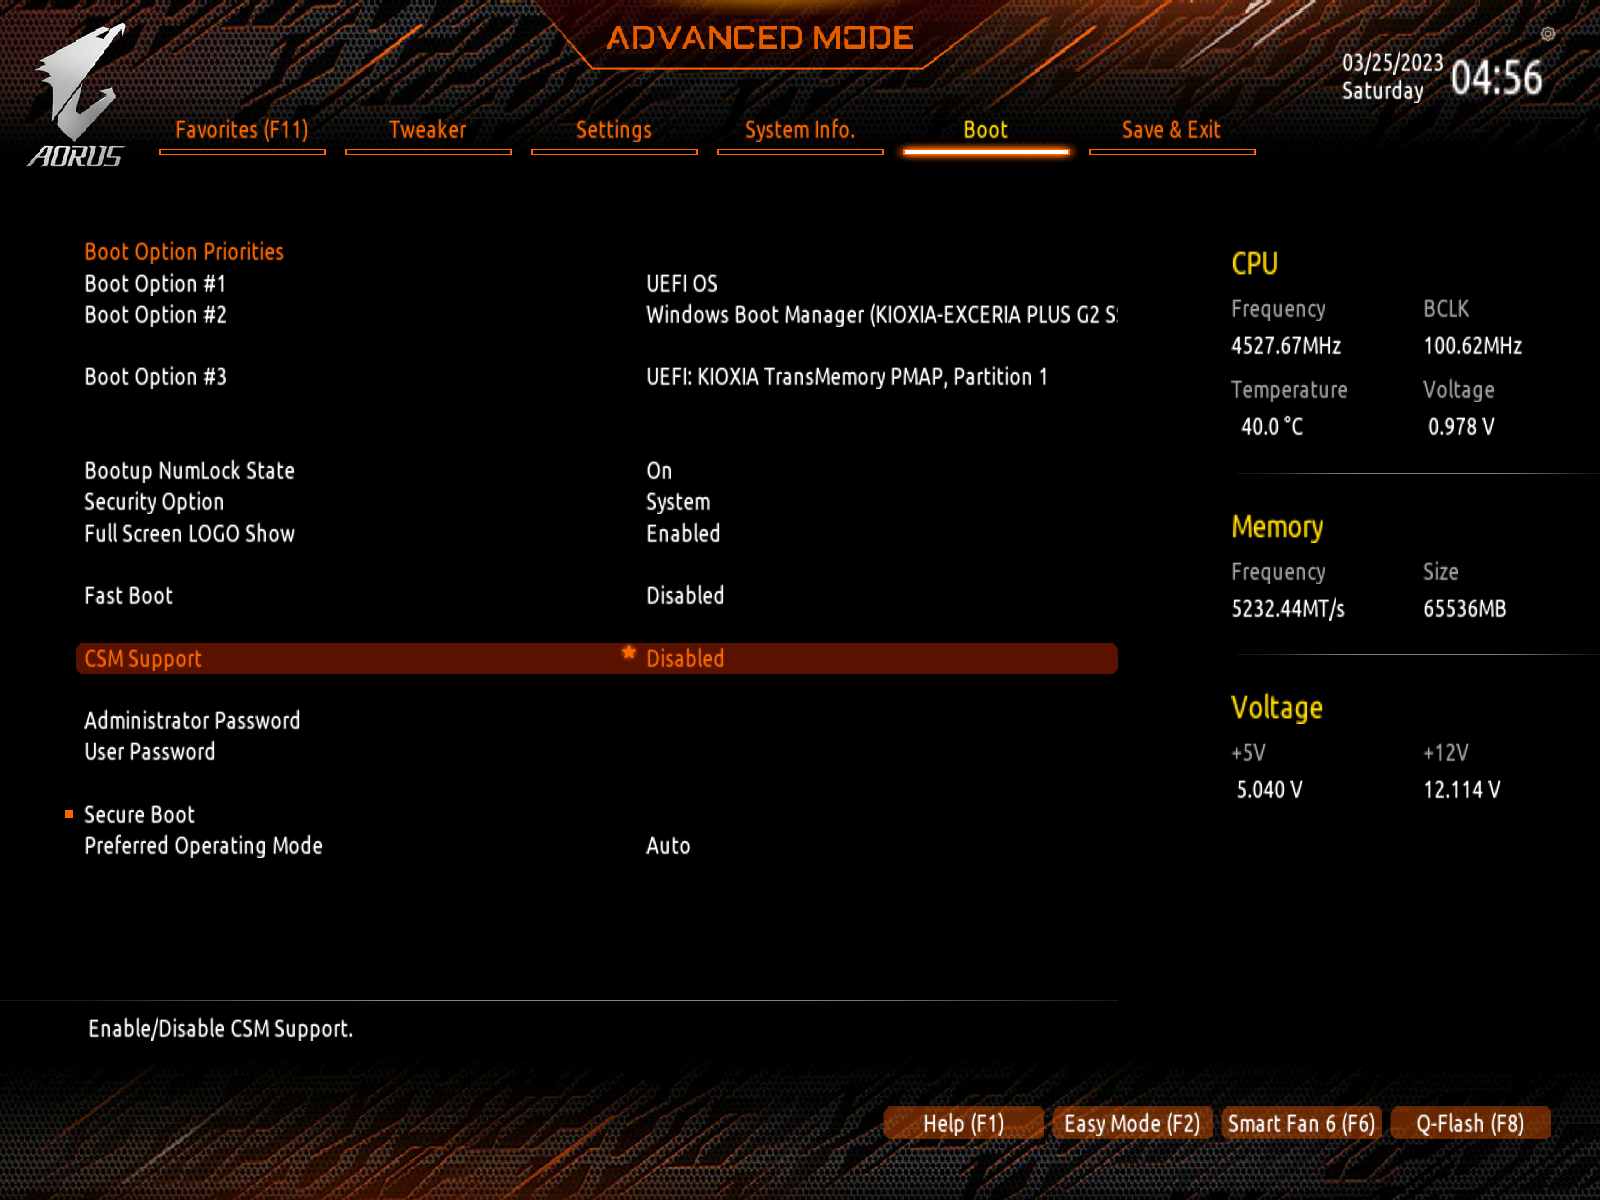 ADVANCED MODE
03/25/2023
Saturday
04:56
AORUS
Favorites (F11)
Tweaker
Settings
System Info.
Boot
Save & Exit
Boot Option Priorities
Boot Option #1 UEFI OS
Boot Option #2 Windows Boot Manager (KIOXIA-EXCERIA PLUS G2 S
Boot Option #3 UEFI: KIOXIA TransMemory PMAP, Partition 1
Bootup NumLock State On
Security Option System
Full Screen LOGO Show Enabled
Fast Boot Disabled
CSM Support Disabled
Administrator Password
User Password
Secure Boot
Preferred Operating Mode Auto
CPU
Frequency BCLK
4527.67MHz 100.62MHz
Temperature Voltage
40.0 °C 0.978 V
Memory
Frequency Size
5232.44MT/s 65536MB
Voltage
+5V +12V
5.040 V 12.114 V
Enable/Disable CSM Support.
Help (F1)
Easy Mode (F2)
Smart Fan 6 (F6)
Q-Flash (F8)